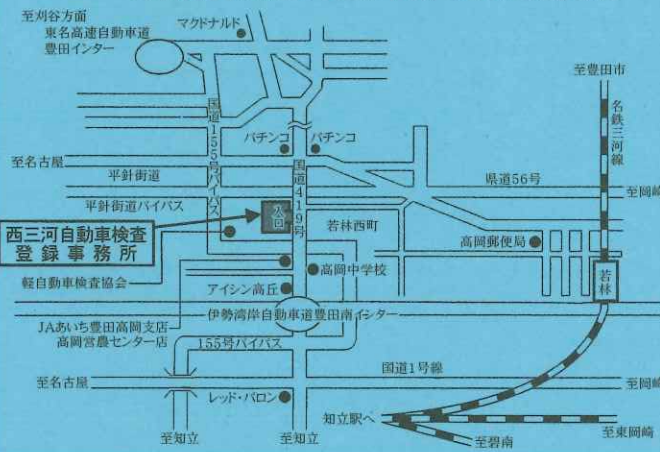 至刈谷方面
東名高速自動車道
豊田インター
マクドナルド
至豊田市
名鉄三河線
国道155号バイパス
パチンコ
パチンコ
国道419号
至名古屋
平針街道
県道56号
至岡崎
平針街道バイパス
入口
若林西町
西三河自動車検査
登録事務所
高岡郵便局
軽自動車検査協会
高岡中学校
若林
アイシン高丘
伊勢湾岸自動車道豊田南インター
JAあいち豊田高岡支店
高岡営農センター店
155号バイパス
国道1号線
至名古屋
至岡崎
レッド・バロン
知立駅へ
至東岡崎
至知立
至知立
至碧南